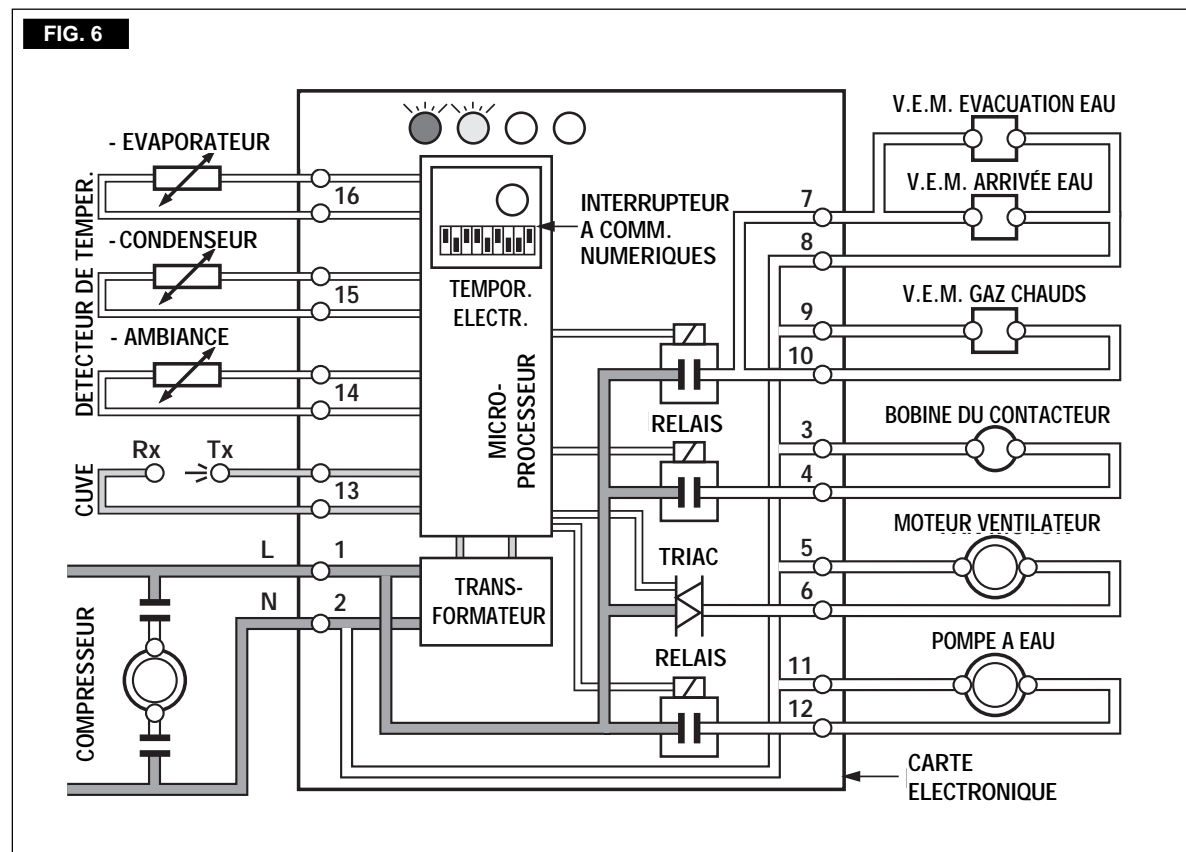 FIG. 6
- EVAPORATEUR
16
- CONDENSEUR
15
- AMBIANCE
14
DETECTEUR DE TEMPER.
Rx
Tx
13
CUVE
L
1
N
2
COMPRESSEUR
INTERRUPTEUR
A COMM.
NUMERIQUES
TEMPOR.
ELECTR.
MICRO-
PROCESSEUR
TRANS-
FORMATEUR
RELAIS
TRIAC
RELAIS
V.E.M. EVACUATION EAU
V.E.M. ARRIVÉE EAU
7
8
V.E.M. GAZ CHAUDS
9
10
BOBINE DU CONTACTEUR
3
4
MOTEUR VENTILATEUR
5
6
POMPE A EAU
11
12
CARTE
ELECTRONIQUE